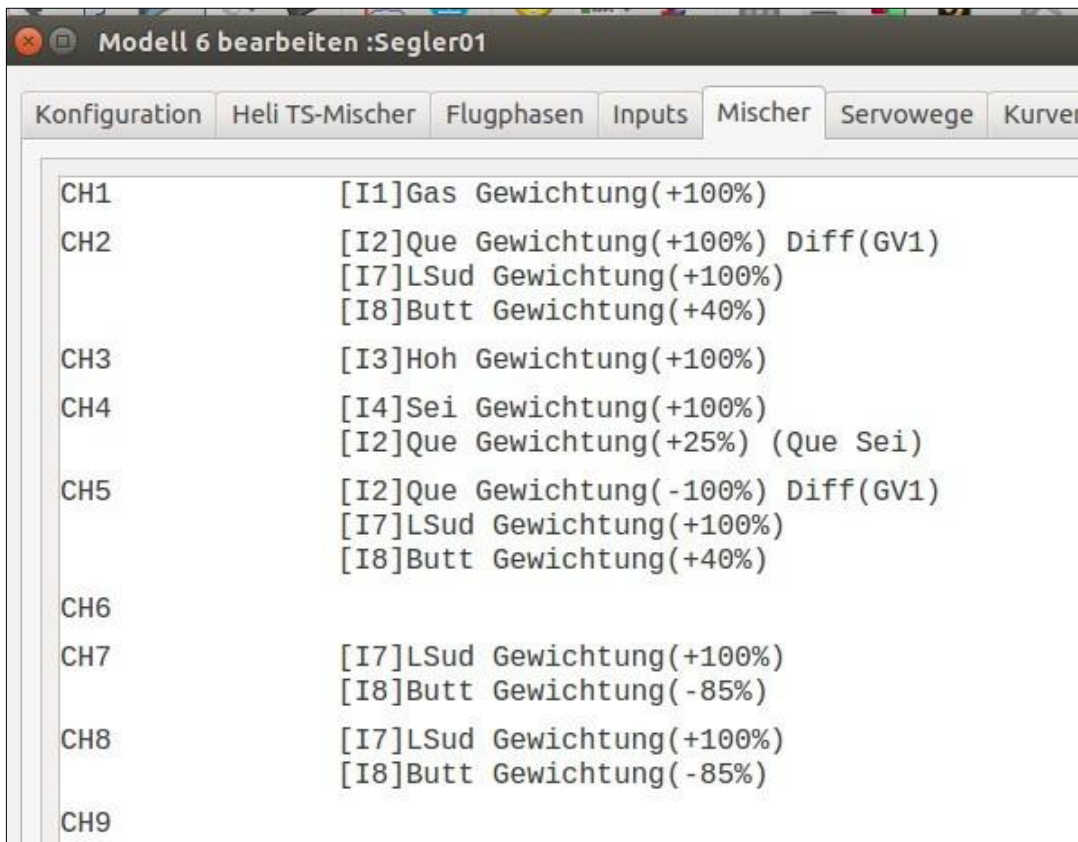 Modell 6 bearbeiten :Segler01
Konfiguration Heli TS-Mischer Flugphasen Inputs Mischer Servowege
CH1 [I1]Gas Gewichtung(+100%)
CH2 [I2]Que Gewichtung(+100%) Diff(GV1)
[I7]LSud Gewichtung(+100%)
[I8]Butt Gewichtung(+40%)
CH3 [I3]Hoh Gewichtung(+100%)
CH4 [I4]Sei Gewichtung(+100%)
[I2]Que Gewichtung(+25%) (Que Sei)
CH5 [I2]Que Gewichtung(-100%) Diff(GV1)
[I7]LSud Gewichtung(+100%)
[I8]Butt Gewichtung(+40%)
CH6
CH7 [I7]LSud Gewichtung(+100%)
[I8]Butt Gewichtung(-85%)
CH8 [I7]LSud Gewichtung(+100%)
[I8]Butt Gewichtung(-85%)
CH9